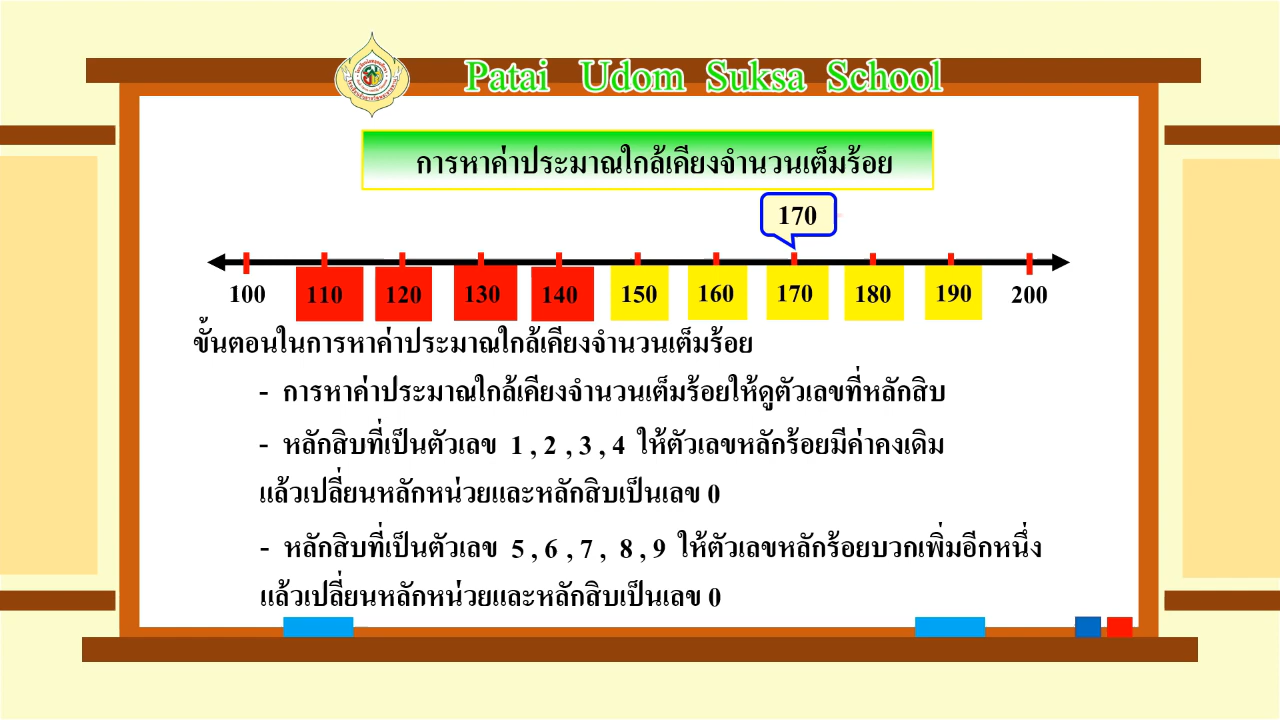 Patai Udom Suksa School
การหาค่าประมาณใกล้เคียงจำนวนเต็มร้อย
170
100 110 120 130 140 150 160 170 180 190 200
ขั้นตอนในการหาค่าประมาณใกล้เคียงจำนวนเต็มร้อย
- การหาค่าประมาณใกล้เคียงจำนวนเต็มร้อยให้ดูตัวเลขที่หลักสิบ
- หลักสิบที่เป็นตัวเลข 1 , 2 , 3 , 4 ให้ตัวเลขหลักร้อยมีค่าคงเดิม
แล้วเปลี่ยนหลักหน่วยและหลักสิบเป็นเลข 0
- หลักสิบที่เป็นตัวเลข 5 , 6 , 7 , 8 , 9 ให้ตัวเลขหลักร้อยบวกเพิ่มอีกหนึ่ง
แล้วเปลี่ยนหลักหน่วยและหลักสิบเป็นเลข 0